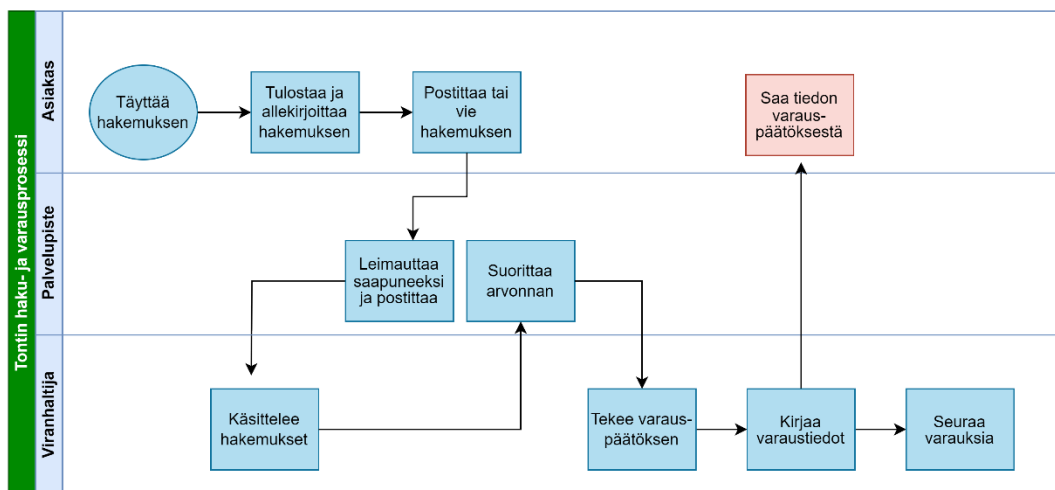 Tontin haku- ja varausprosessi
Asiakas
Täyttää
hakemuksen
Tulostaa ja
allekirjoittaa
hakemuksen
Postittaa tai
vie
hakemuksen
Saa tiedon
varaus-
päätöksestä
Palvelupiste
Leimauttaa
saapuneeksi
ja postittaa
Suorittaa
arvonnan
Viranhaltija
Käsittelee
hakemukset
Tekee varaus-
päätöksen
Kirjaa
varaustiedot
Seuraa
varauksia